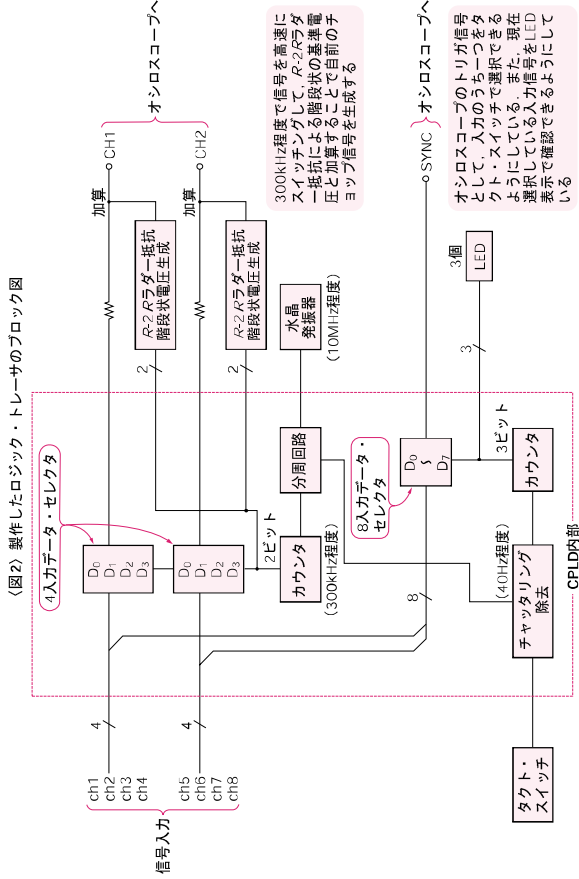 〈図2〉製作したロジック・トレーサのブロック図
信号入力
ch1
ch2
ch3
ch4
4
ch5
ch6
ch7
ch8
4
4入力データ・セレクタ
D0
D1
D2
D3
D0
D1
D2
D3
加算
CH1
R-2Rラダー抵抗
階段状電圧生成
2
加算
CH2
R-2Rラダー抵抗
階段状電圧生成
2
オシロスコープへ
2ビット
カウンタ
(300kHz程度)
分周回路
水晶
発振器
(10MHz程度)
300kHz程度で信号を高速に
スイッチングして，R-2Rラダ
ー抵抗による階段状の基準電
圧と加算することで自前のチ
ョップ信号を生成する
8
8入力データ・
セレクタ
D0
〜
D7
SYNC
オシロスコープへ
タクト・
スイッチ
チャッタリング
除去
(40Hz程度)
カウンタ
3ビット
3
3個
LED
CPLD内部
オシロスコープのトリガ信号
として，入力のうち一つをタ
クト・スイッチで選択できる
ようにしている．また，現在
選択している入力信号をLED
表示で確認できるようにして
いる